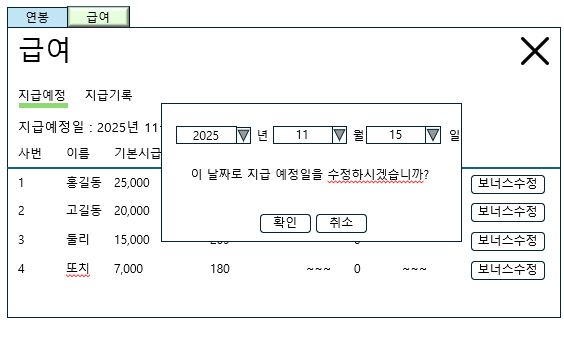 연봉 급여
급여
지급예정 지급기록
지급예정일 : 2025년 11
2025 년 11 월 15 일
이 날짜로 지급 예정일을 수정하시겠습니까?
확인 취소
사번 이름 기본시급
1 홍길동 25,000 보너스수정
2 고길동 20,000 보너스수정
3 둘리 15,000 보너스수정
4 또치 7,000 180 ~~~ 0 ~~~ 보너스수정